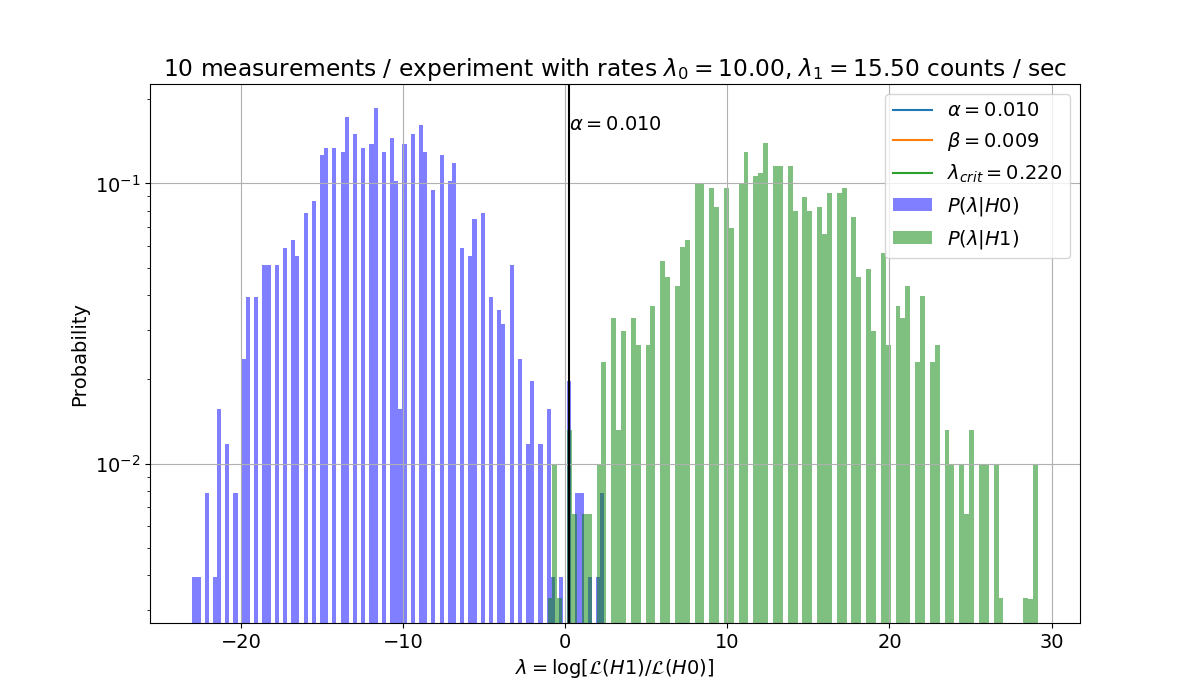 10 measurements / experiment with rates λ₀ = 10.00, λ₁ = 15.50 counts / sec
α = 0.010
α = 0.010
β = 0.009
λ_crit = 0.220
P(λ|H0)
P(λ|H1)
10⁻¹
10⁻²
Probability
−20 −10 0 10 20 30
λ = log[ℒ(H1)/ℒ(H0)]